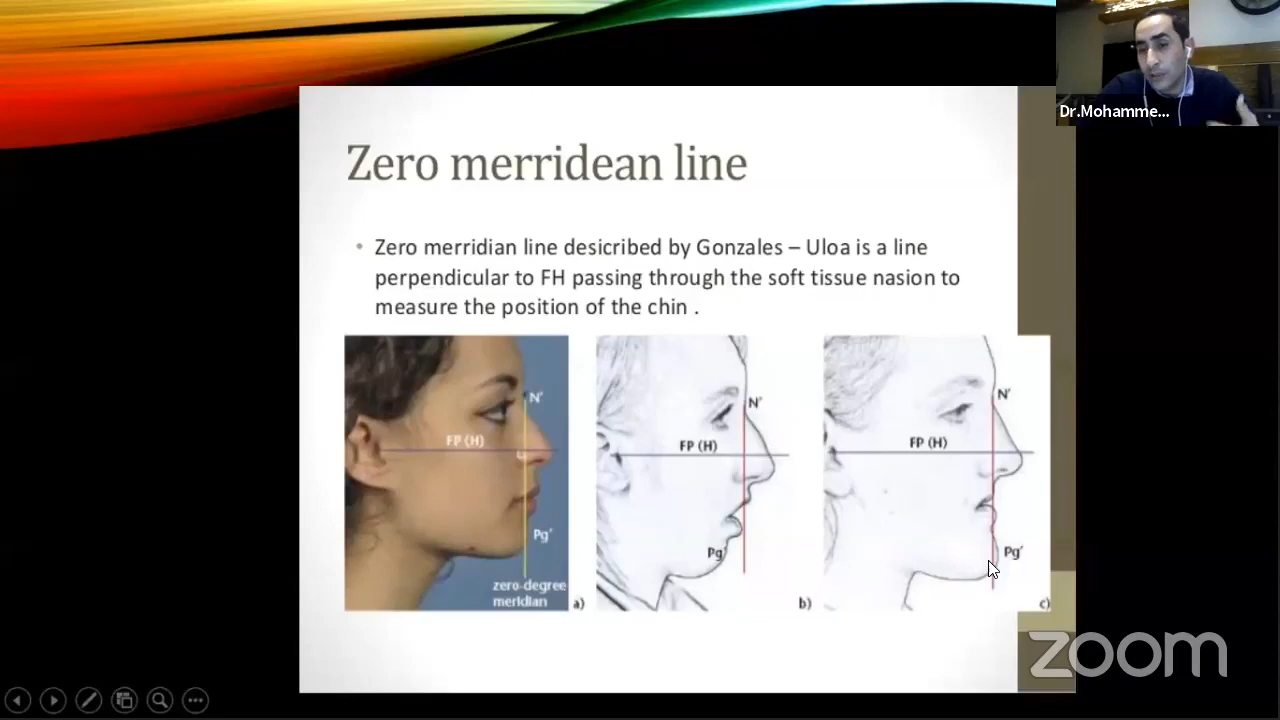 Dr.Mohamme...
Zero merridean line
• Zero merridian line desicribed by Gonzales – Uloa is a line
perpendicular to FH passing through the soft tissue nasion to
measure the position of the chin .
N'
FP (H)
Pg'
zero-degree
meridian
a)
N'
FP (H)
Pg'
b)
N'
FP (H)
Pg'
c)
zoom